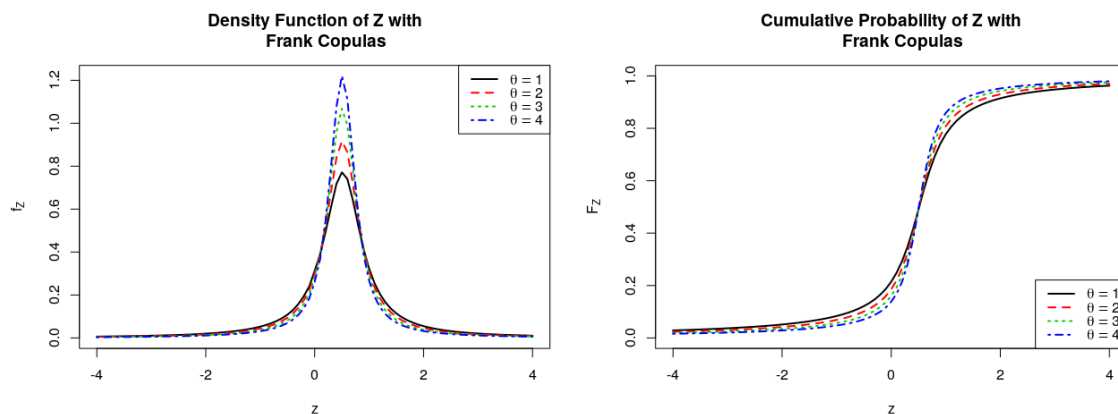 Density Function of Z with
Frank Copulas
fZ
1.2
1.0
0.8
0.6
0.4
0.2
0.0
-4 -2 0 2 4
z
θ = 1
θ = 2
θ = 3
θ = 4
Cumulative Probability of Z with
Frank Copulas
FZ
1.0
0.8
0.6
0.4
0.2
0.0
-4 -2 0 2 4
z
θ = 1
θ = 2
θ = 3
θ = 4